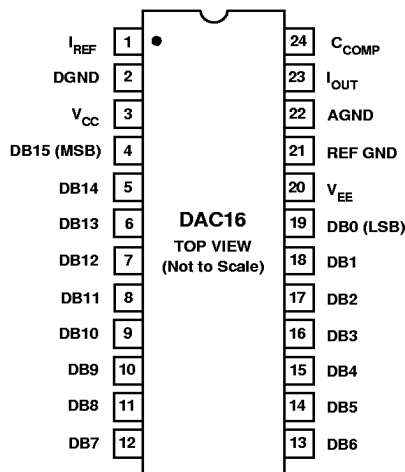 I_REF 1 24 C_COMP
DGND 2 23 I_OUT
V_CC 3 22 AGND
DB15 (MSB) 4 21 REF GND
DB14 5 20 V_EE
DB13 6 19 DB0 (LSB)
DAC16
TOP VIEW
(Not to Scale)
DB12 7 18 DB1
DB11 8 17 DB2
DB10 9 16 DB3
DB9 10 15 DB4
DB8 11 14 DB5
DB7 12 13 DB6